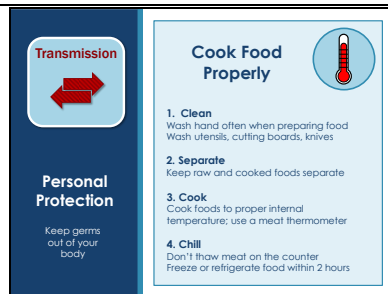 Transmission
Personal
Protection
Keep germs
out of your
body
Cook Food
Properly
1. Clean
Wash hand often when preparing food
Wash utensils, cutting boards, knives
2. Separate
Keep raw and cooked foods separate
3. Cook
Cook foods to proper internal
temperature; use a meat thermometer
4. Chill
Don't thaw meat on the counter
Freeze or refrigerate food within 2 hours